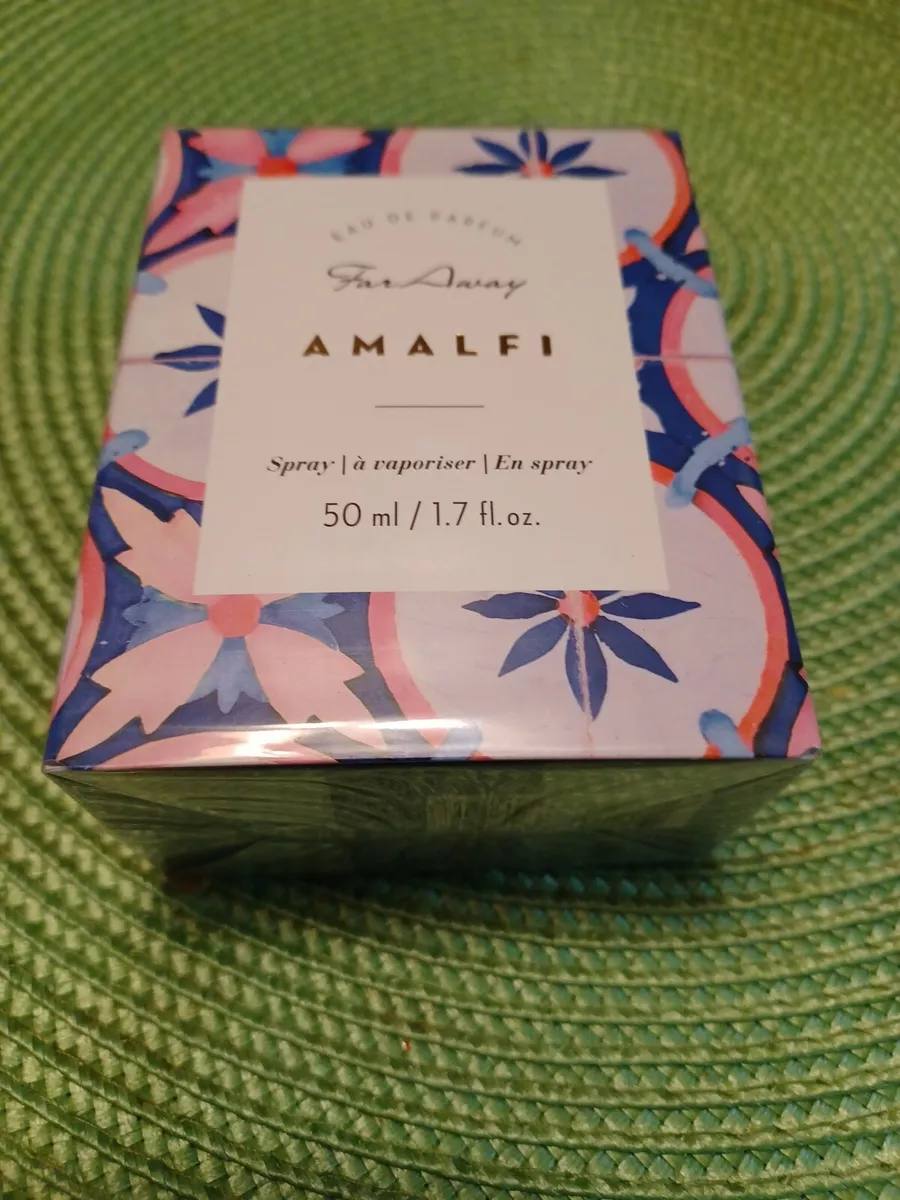 EAU DE PARFUM
Far Away
AMALFI
Spray | à vaporiser | En spray
50 ml / 1.7 fl. oz.